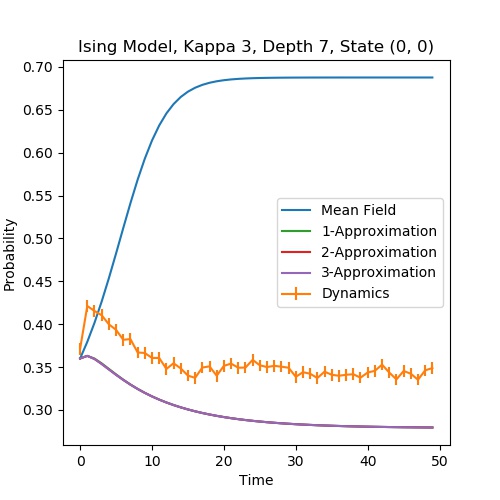 Ising Model, Kappa 3, Depth 7, State (0, 0)
0.70
0.65
0.60
0.55
0.50
0.45
0.40
0.35
0.30
Probability
Mean Field
1-Approximation
2-Approximation
3-Approximation
Dynamics
0 10 20 30 40 50
Time